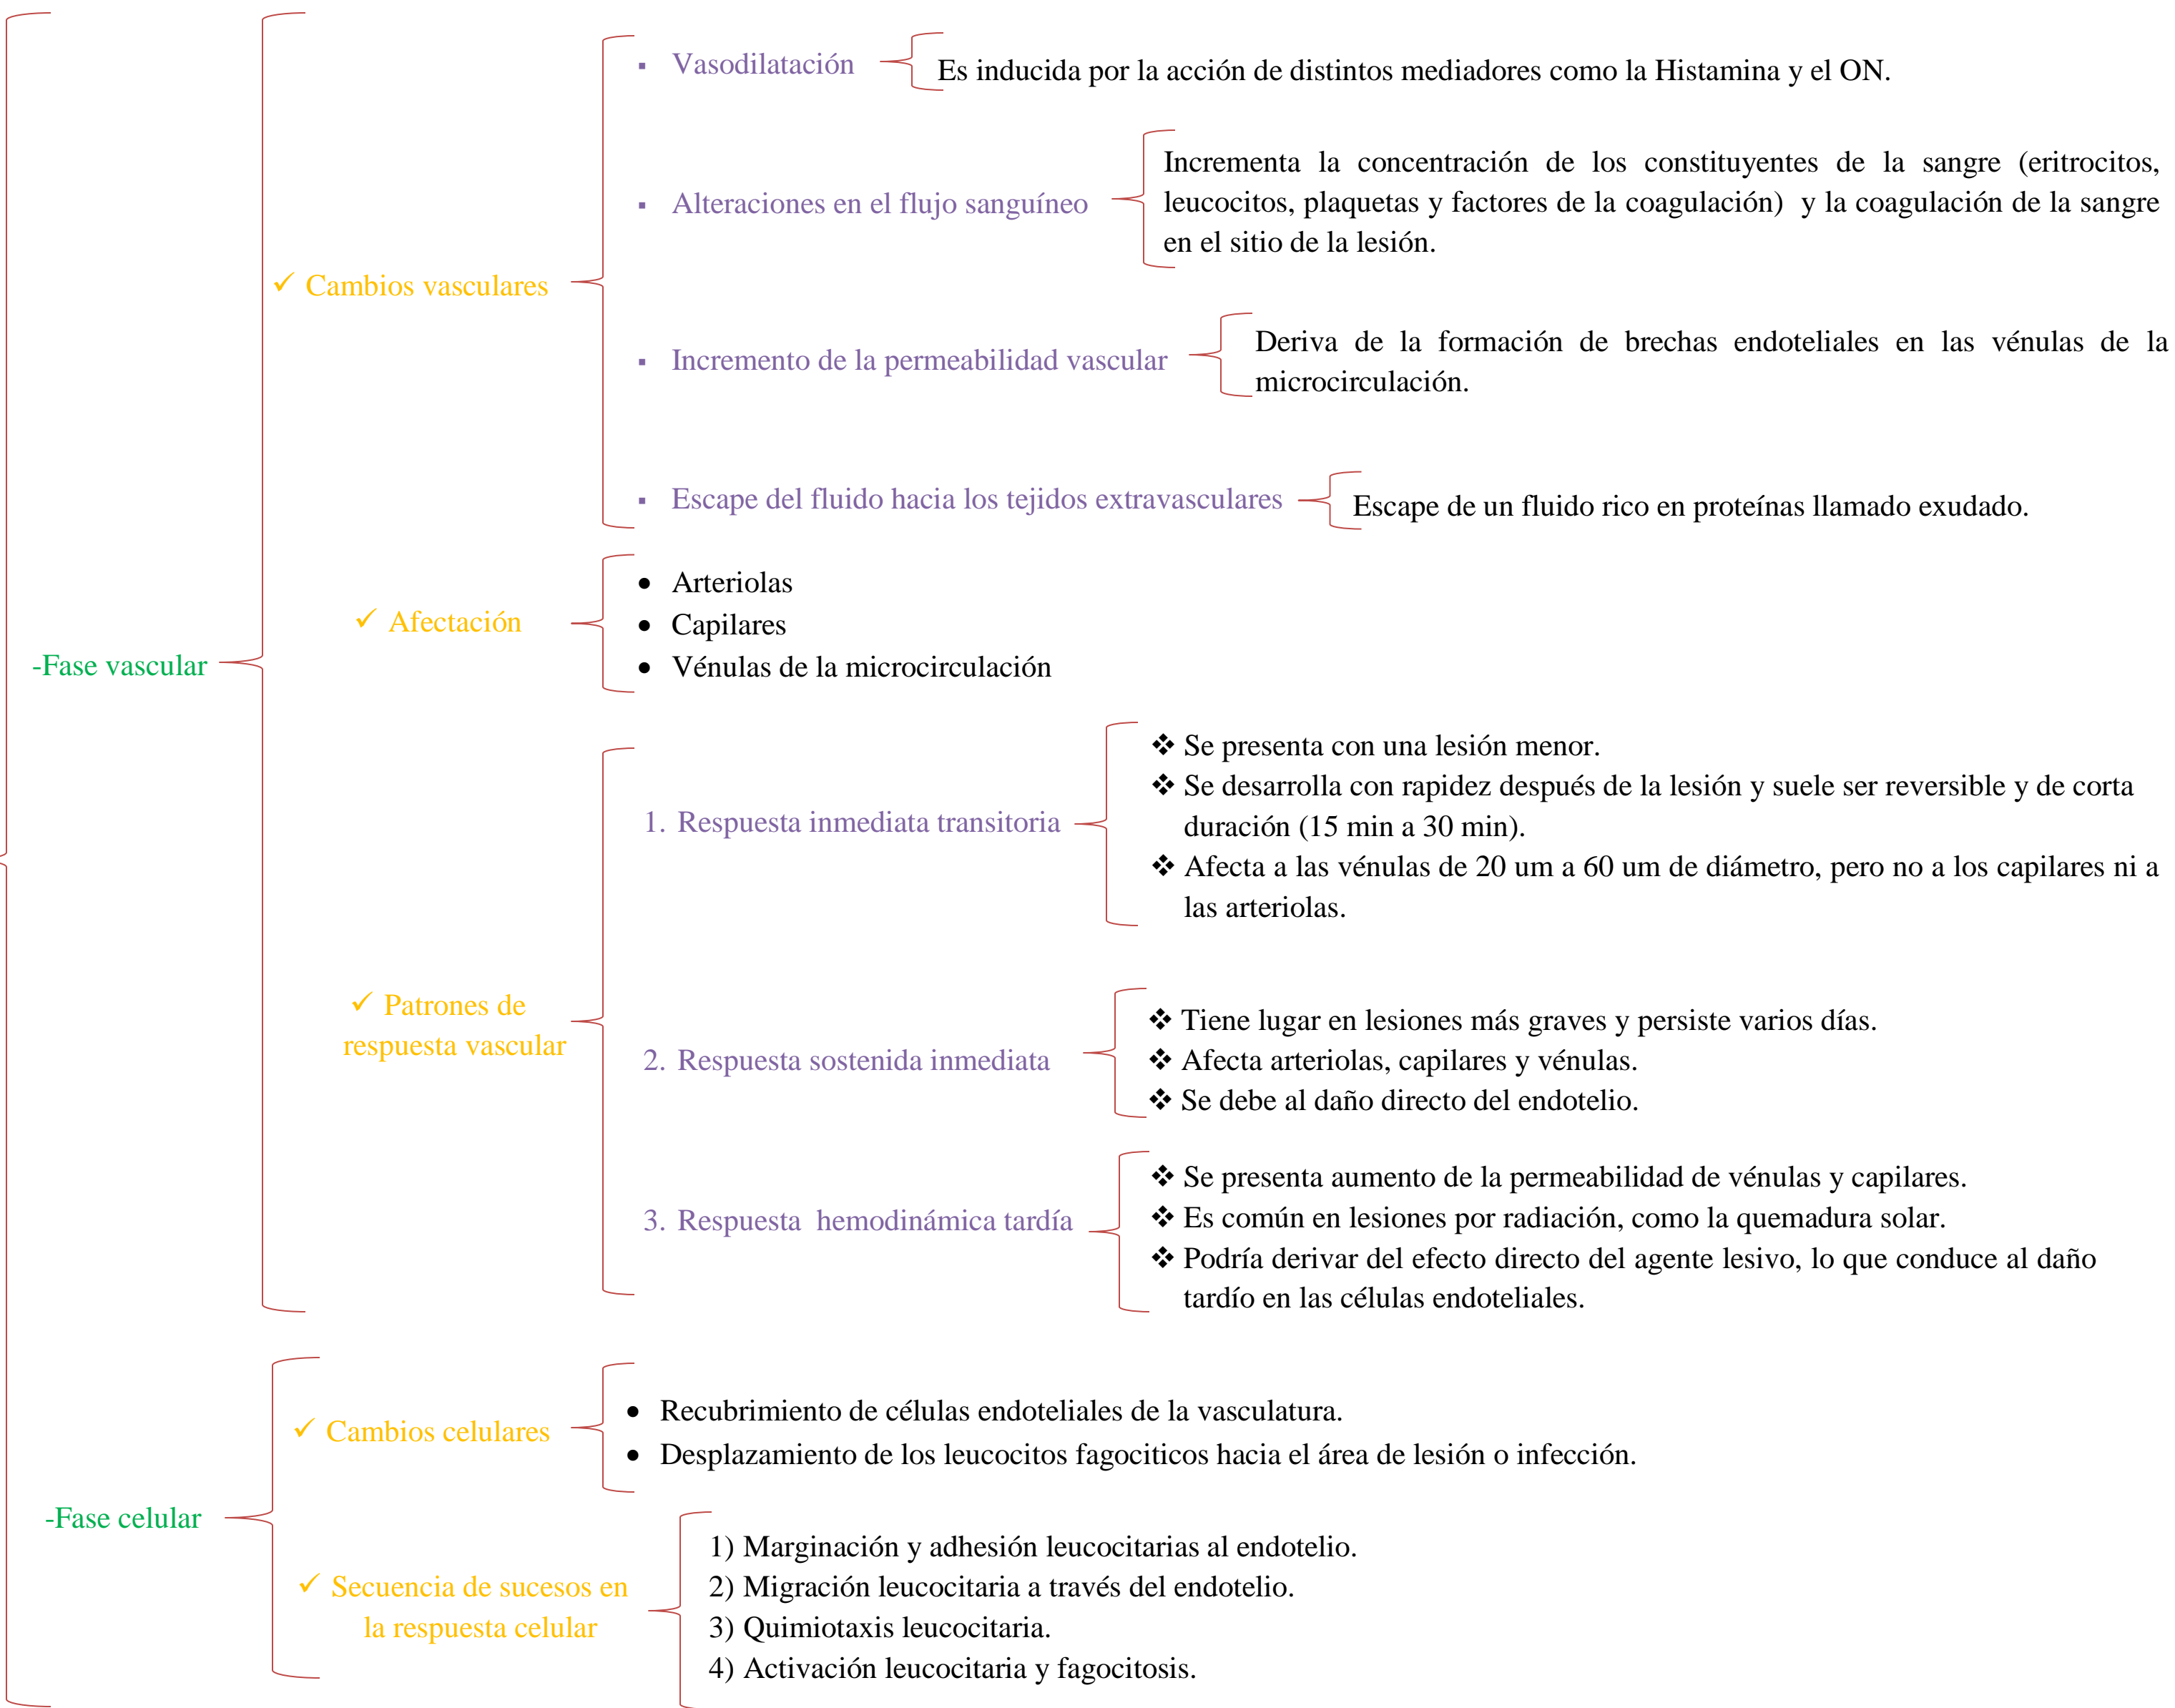 -Fase vascular
✓ Cambios vasculares
▪ Vasodilatación
Es inducida por la acción de distintos mediadores como la Histamina y el ON.
▪ Alteraciones en el flujo sanguíneo
Incrementa la concentración de los constituyentes de la sangre (eritrocitos,
leucocitos, plaquetas y factores de la coagulación) y la coagulación de la sangre
en el sitio de la lesión.
▪ Incremento de la permeabilidad vascular
Deriva de la formación de brechas endoteliales en las vénulas de la
microcirculación.
▪ Escape del fluido hacia los tejidos extravasculares
Escape de un fluido rico en proteínas llamado exudado.
✓ Afectación
• Arteriolas
• Capilares
• Vénulas de la microcirculación
✓ Patrones de
respuesta vascular
1. Respuesta inmediata transitoria
❖ Se presenta con una lesión menor.
❖ Se desarrolla con rapidez después de la lesión y suele ser reversible y de corta
duración (15 min a 30 min).
❖ Afecta a las vénulas de 20 um a 60 um de diámetro, pero no a los capilares ni a
las arteriolas.
2. Respuesta sostenida inmediata
❖ Tiene lugar en lesiones más graves y persiste varios días.
❖ Afecta arteriolas, capilares y vénulas.
❖ Se debe al daño directo del endotelio.
3. Respuesta hemodinámica tardía
❖ Se presenta aumento de la permeabilidad de vénulas y capilares.
❖ Es común en lesiones por radiación, como la quemadura solar.
❖ Podría derivar del efecto directo del agente lesivo, lo que conduce al daño
tardío en las células endoteliales.
-Fase celular
✓ Cambios celulares
• Recubrimiento de células endoteliales de la vasculatura.
• Desplazamiento de los leucocitos fagociticos hacia el área de lesión o infección.
✓ Secuencia de sucesos en
la respuesta celular
1) Marginación y adhesión leucocitarias al endotelio.
2) Migración leucocitaria a través del endotelio.
3) Quimiotaxis leucocitaria.
4) Activación leucocitaria y fagocitosis.